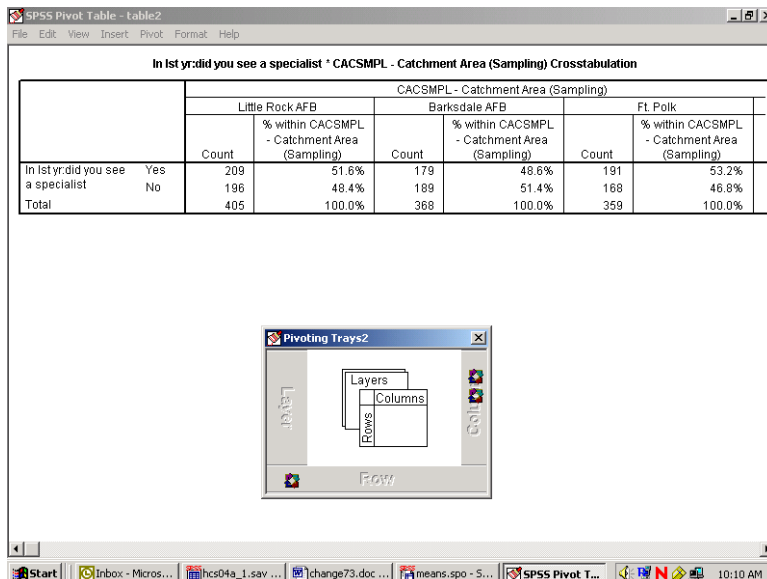 SPSS Pivot Table - table2
File Edit View Insert Pivot Format Help
In Ist yr:did you see a specialist * CACSMPL - Catchment Area (Sampling) Crosstabulation
CACSMPL - Catchment Area (Sampling)
Little Rock AFB Barksdale AFB Ft. Polk
Count % within CACSMPL - Catchment Area (Sampling) Count % within CACSMPL - Catchment Area (Sampling) Count % within CACSMPL - Catchment Area (Sampling)
In Ist yr:did you see a specialist Yes 209 51.6% 179 48.6% 191 53.2%
No 196 48.4% 189 51.4% 168 46.8%
Total 405 100.0% 368 100.0% 359 100.0%
Pivoting Trays2
Layer
Layers
Columns
Rows
Column
Row
Start Inbox - Micros... hcs04a_1.sav ... change73.doc ... means.spo - S... SPSS Pivot T... N 10:10 AM